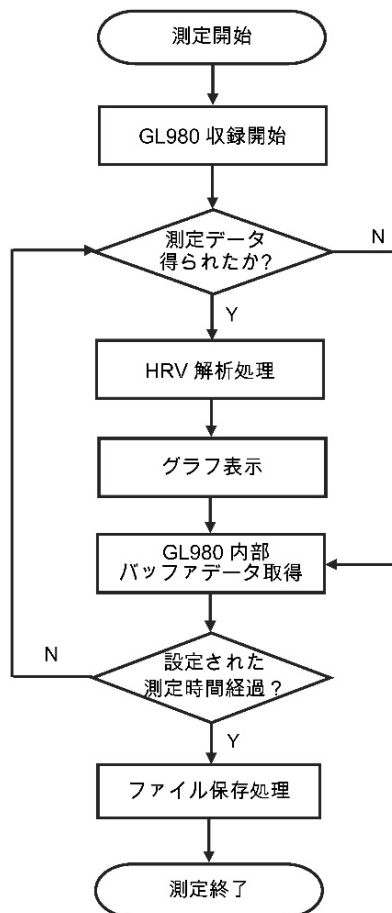 測定開始
GL980 収録開始
測定データ
得られたか?
N
Y
HRV 解析処理
グラフ表示
GL980 内部
バッファデータ取得
N
設定された
測定時間経過？
Y
ファイル保存処理
測定終了